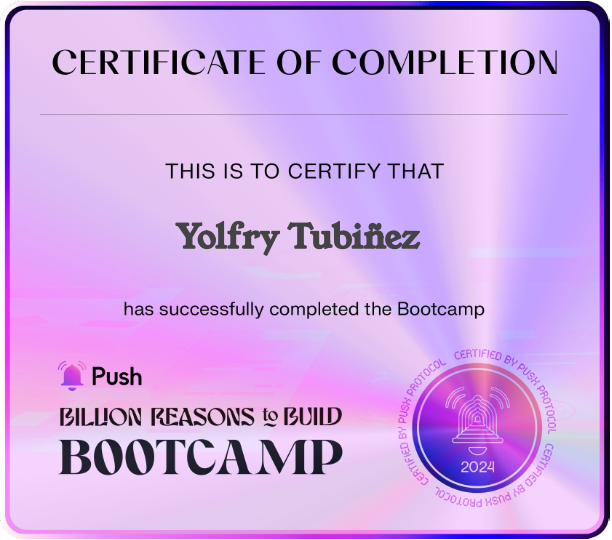 CERTIFICATE OF COMPLETION
THIS IS TO CERTIFY THAT
Yolfry Tubiñez
has successfully completed the Bootcamp
Push
BILLION REASONS to BUILD
BOOTCAMP
CERTIFIED BY PUSH PROTOCOL CERTIFIED BY PUSH PROTOCOL CERTIFIED BY PUSH PROTOCOL
2024